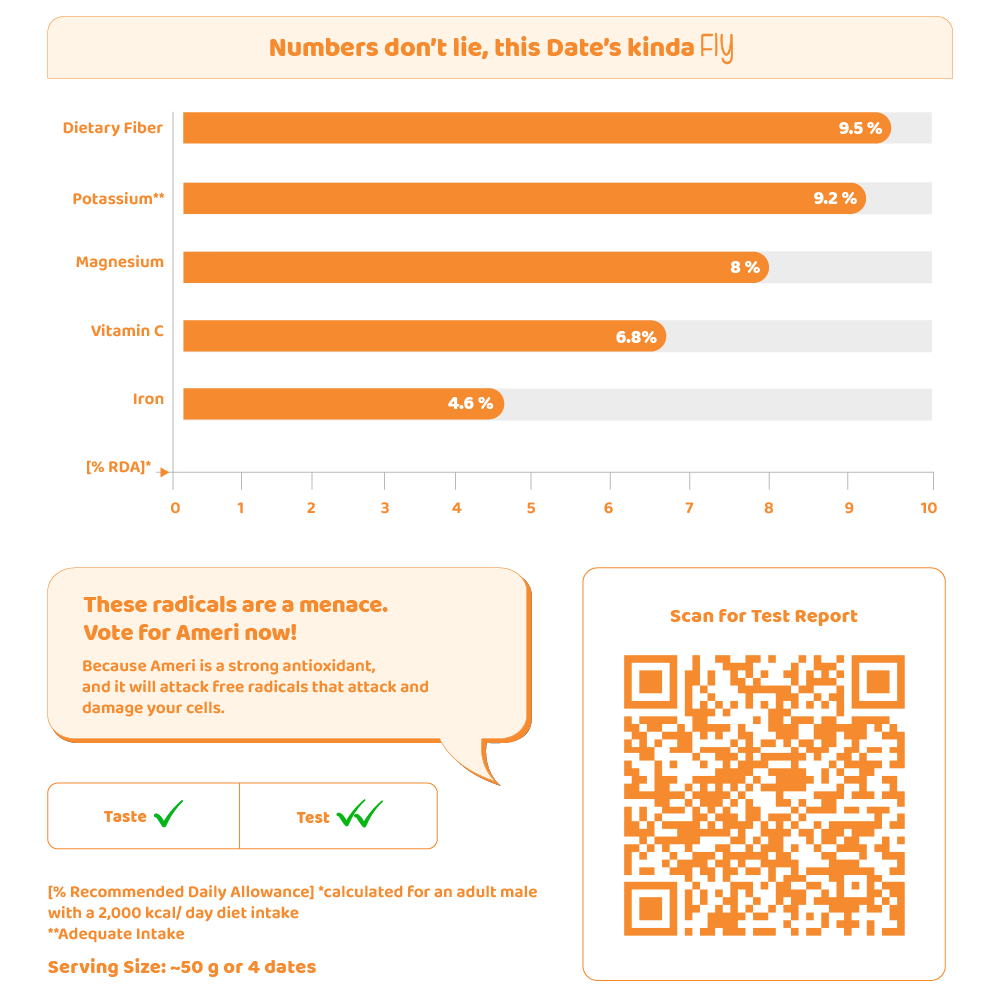 Numbers don't lie, this Date's kinda Fly
Dietary Fiber
9.5 %
Potassium**
9.2 %
Magnesium
8 %
Vitamin C
6.8%
Iron
4.6 %
[% RDA]*
0 1 2 3 4 5 6 7 8 9 10
These radicals are a menace.
Vote for Ameri now!
Because Ameri is a strong antioxidant,
and it will attack free radicals that attack and
damage your cells.
Taste
Test
Scan for Test Report
[% Recommended Daily Allowance] *calculated for an adult male
with a 2,000 kcal/ day diet intake
**Adequate Intake
Serving Size: ~50 g or 4 dates